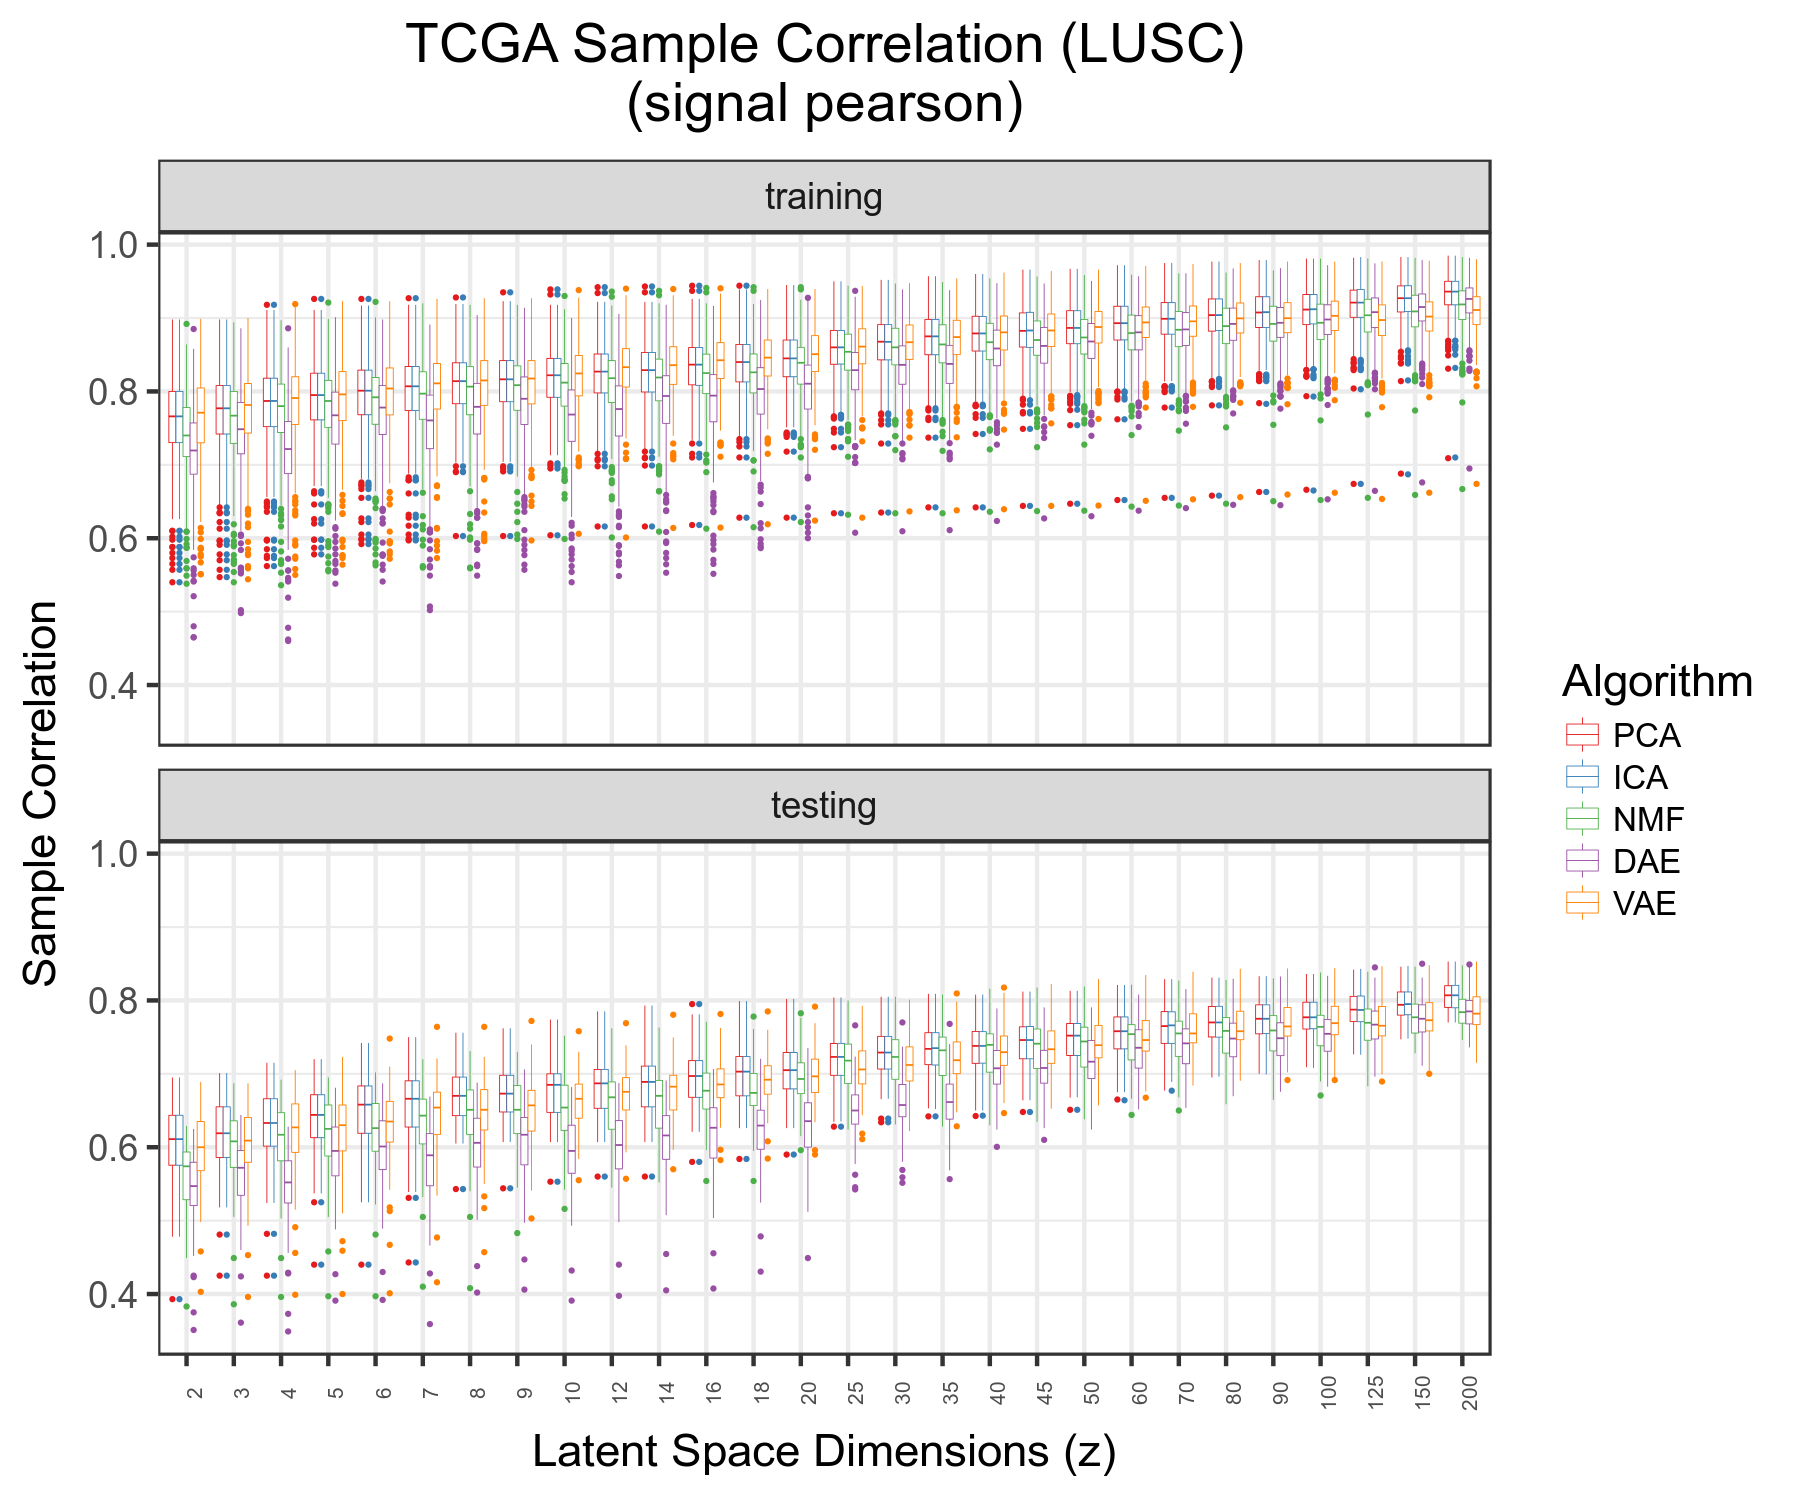 TCGA Sample Correlation (LUSC)
(signal pearson)
training
1.0
0.8
0.6
0.4
testing
1.0
0.8
0.6
0.4
Sample Correlation
2 3 4 5 6 7 8 9 10 12 14 16 18 20 25 30 35 40 45 50 60 70 80 90 100 125 150 200
Latent Space Dimensions (z)
Algorithm
PCA
ICA
NMF
DAE
VAE